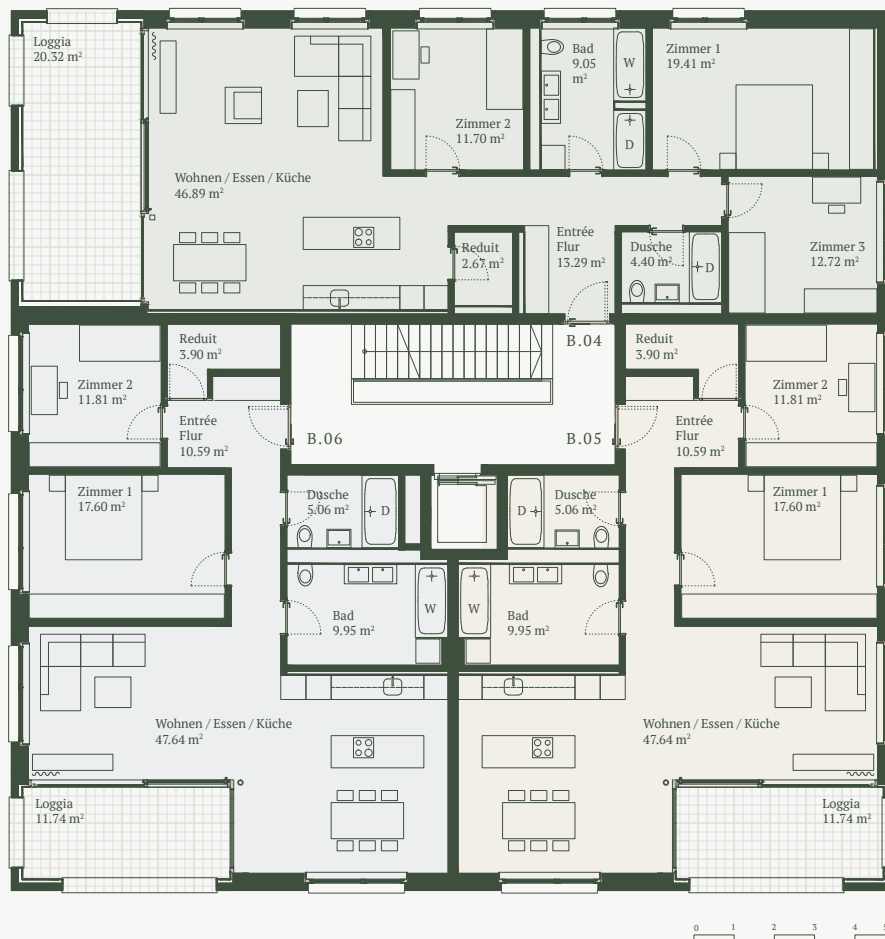 Loggia
20.32 m²
Wohnen / Essen / Küche
46.89 m²
Zimmer 2
11.70 m²
Bad
9.05
m²
W
D
Zimmer 1
19.41 m²
Reduit
2.67 m²
Entrée
Flur
13.29 m²
Dusche
4.40 m²
D
Zimmer 3
12.72 m²
B.04
Reduit
3.90 m²
Zimmer 2
11.81 m²
Entrée
Flur
10.59 m²
B.06
B.05
Reduit
3.90 m²
Entrée
Flur
10.59 m²
Zimmer 2
11.81 m²
Zimmer 1
17.60 m²
Dusche
5.06 m²
D
D
Dusche
5.06 m²
Zimmer 1
17.60 m²
Bad
9.95 m²
W
W
Bad
9.95 m²
Wohnen / Essen / Küche
47.64 m²
Wohnen / Essen / Küche
47.64 m²
Loggia
11.74 m²
Loggia
11.74 m²
0 1 2 3 4